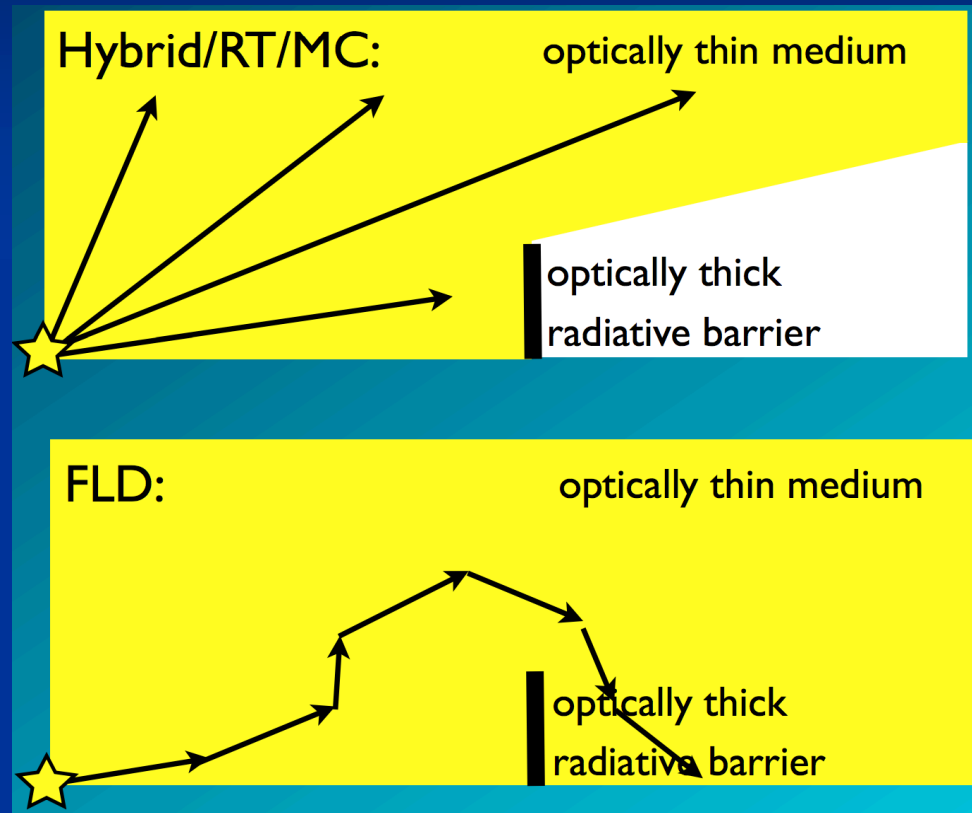 Hybrid/RT/MC:
optically thin medium
optically thick
radiative barrier
FLD:
optically thin medium
optically thick
radiative barrier